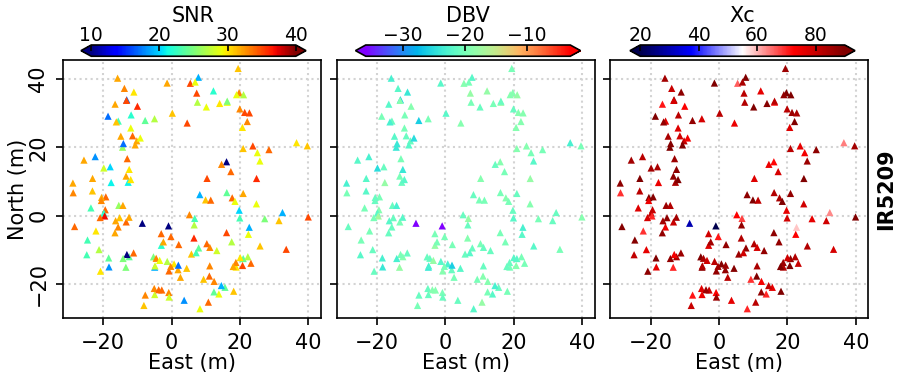 SNR DBV Xc
10 20 30 40 −30 −20 −10 20 40 60 80
40
20
0
−20
North (m)
IR5209
−20 0 20 40 −20 0 20 40 −20 0 20 40
East (m) East (m) East (m)